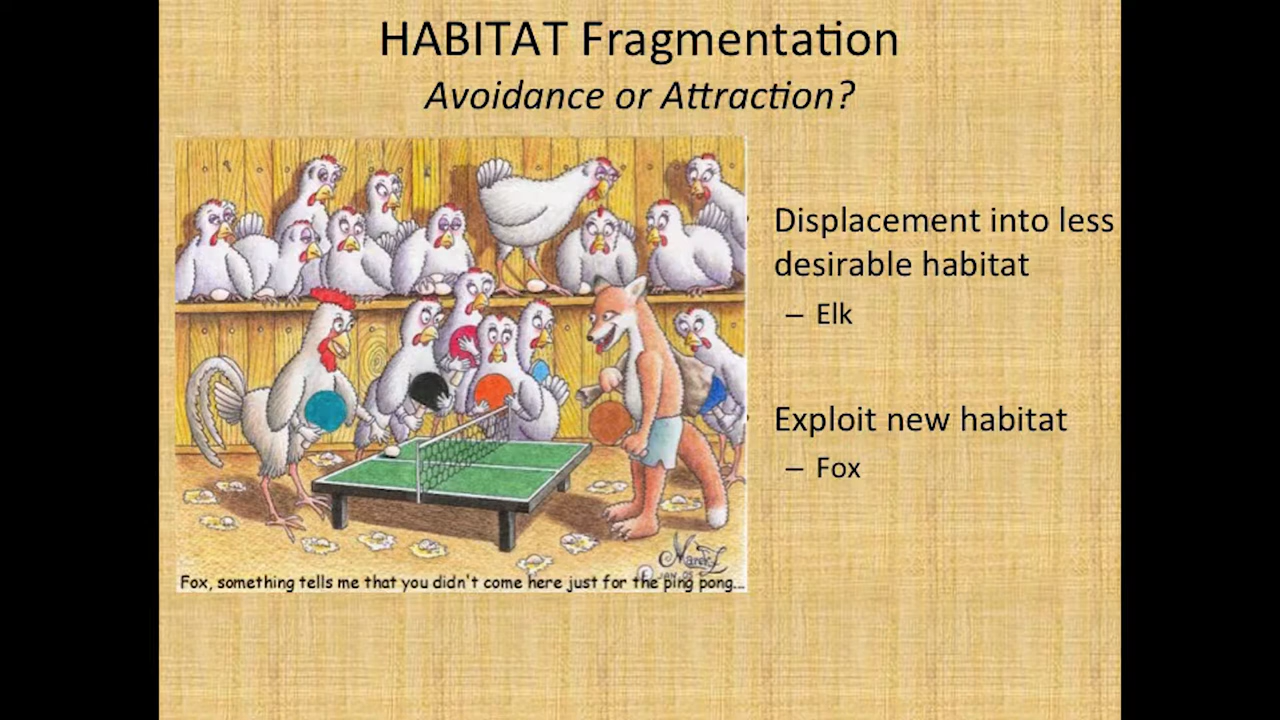 HABITAT Fragmentation
Avoidance or Attraction?
Displacement into less
desirable habitat
– Elk
Exploit new habitat
– Fox
Fox, something tells me that you didn't come here just for the ping pong...